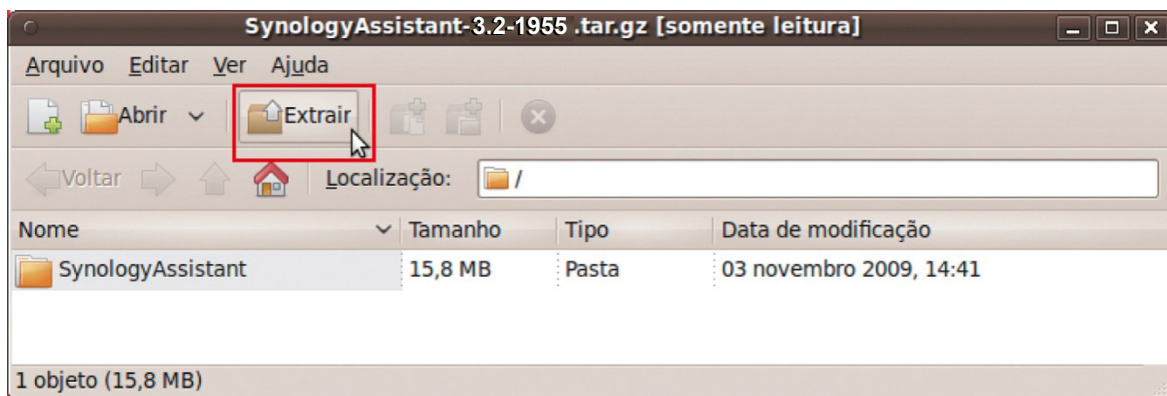 SynologyAssistant-3.2-1955 .tar.gz [somente leitura]
Arquivo Editar Ver Ajuda
Abrir Extrair
Voltar Localização: /
Nome Tamanho Tipo Data de modificação
SynologyAssistant 15,8 MB Pasta 03 novembro 2009, 14:41
1 objeto (15,8 MB)